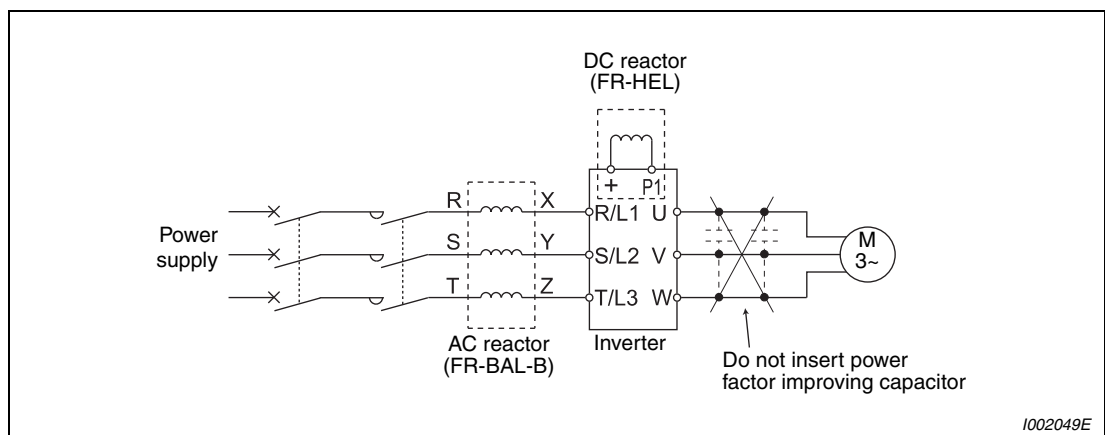 DC reactor
(FR-HEL)
+ P1
R X R/L1 U
Power
supply
S Y S/L2 V
M
3~
T Z T/L3 W
AC reactor
(FR-BAL-B)
Inverter
Do not insert power
factor improving capacitor
I002049E